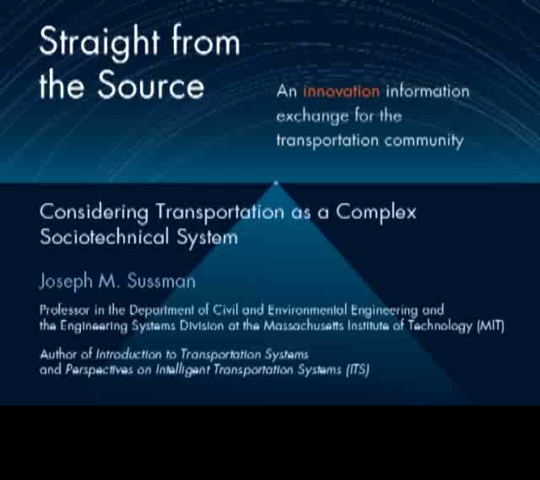 Straight from
the Source
An innovation information
exchange for the
transportation community
Considering Transportation as a Complex
Sociotechnical System
Joseph M. Sussman
Professor in the Department of Civil and Environmental Engineering and
the Engineering Systems Division at the Massachusetts Institute of Technology (MIT)
Author of Introduction to Transportation Systems
and Perspectives on Intelligent Transportation Systems (ITS)